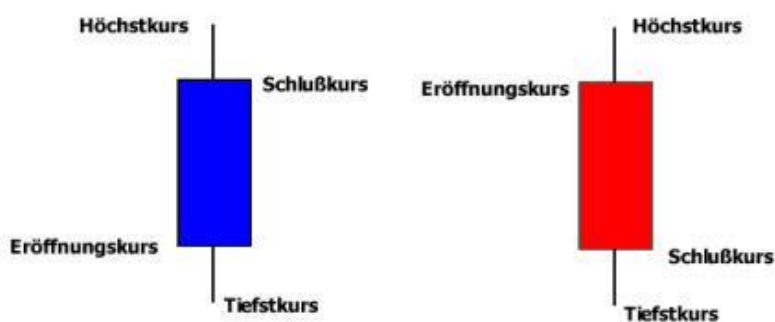 Höchstkurs
Schlußkurs
Eröffnungskurs
Tiefstkurs
Höchstkurs
Eröffnungskurs
Schlußkurs
Tiefstkurs